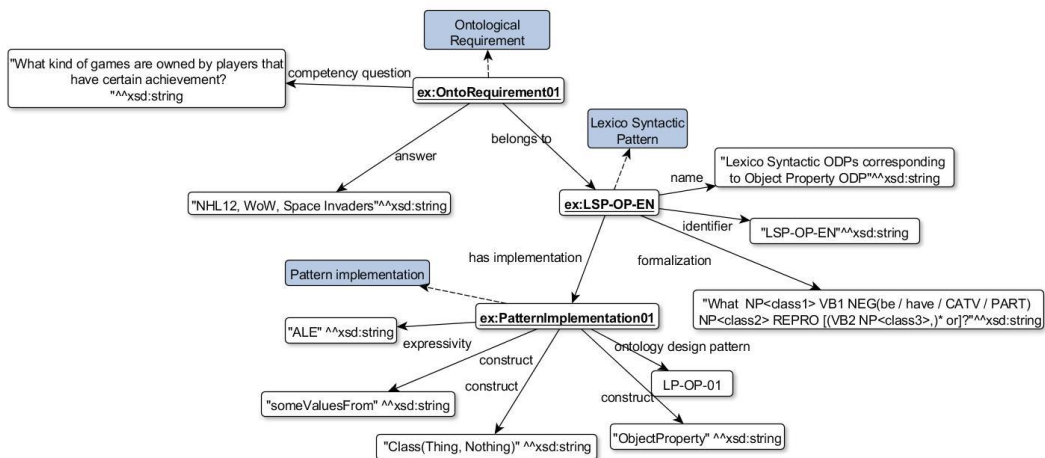 Ontological
Requirement
"What kind of games are owned by players that
have certain achievement?
"^^xsd:string
competency question
ex:OntoRequirement01
Lexico Syntactic
Pattern
belongs to
answer
"Lexico Syntactic ODPs corresponding
to Object Property ODP"^^xsd:string
name
"NHL12, WoW, Space Invaders"^^xsd:string
ex:LSP-OP-EN
identifier
"LSP-OP-EN"^^xsd:string
has implementation
formalization
Pattern implementation
"What  NP<class1> VB1 NEG(be / have / CATV / PART)
NP<class2> REPRO [(VB2 NP<class3>,)* or]?"^^xsd:string
ex:PatternImplementation01
"ALE" ^^xsd:string
expressivity
ontology design pattern
construct
LP-OP-01
construct
construct
"someValuesFrom" ^^xsd:string
"Class(Thing, Nothing)" ^^xsd:string
"ObjectProperty" ^^xsd:string